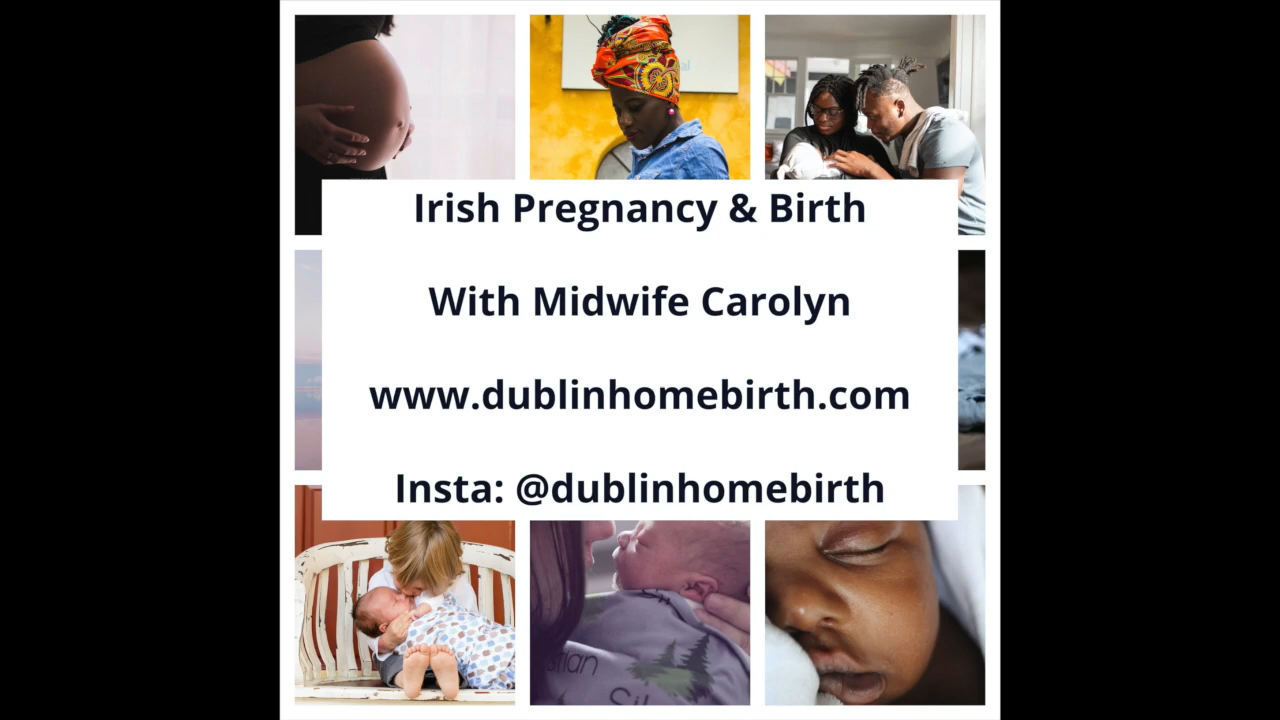 Irish Pregnancy & Birth
With Midwife Carolyn
www.dublinhomebirth.com
Insta: @dublinhomebirth